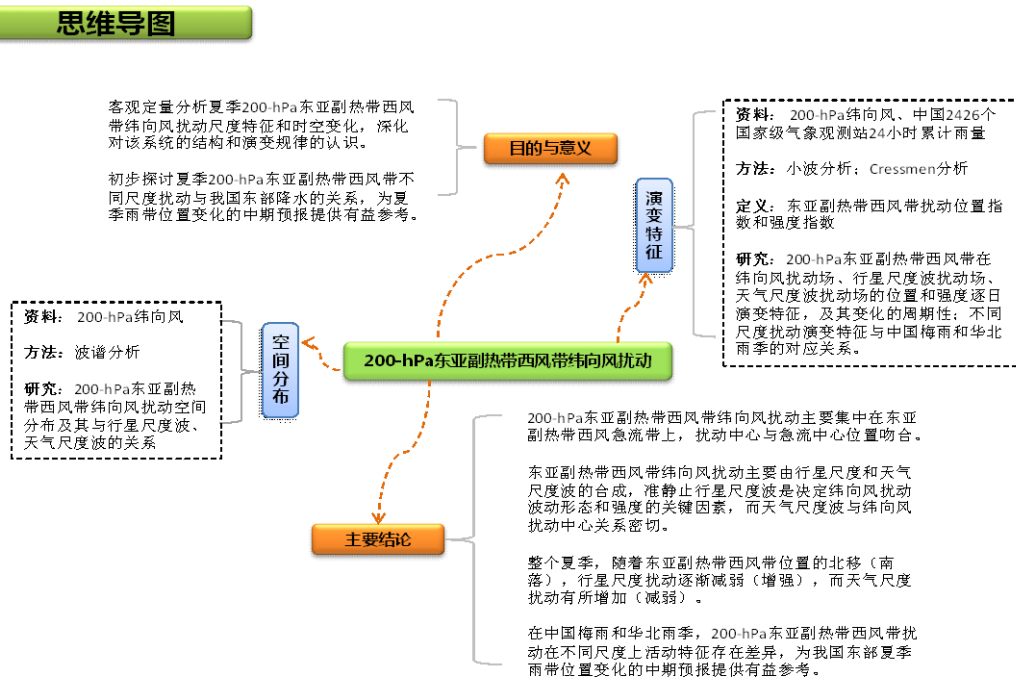 思维导图
客观定量分析夏季200-hPa东亚副热带西风
带纬向风扰动尺度特征和时空变化，深化
对该系统的结构和演变规律的认识。
初步探讨夏季200-hPa东亚副热带西风带不
同尺度扰动与我国东部降水的关系，为夏
季雨带位置变化的中期预报提供有益参考。
目的与意义
演变特征
资料： 200-hPa纬向风、中国2426个
国家级气象观测站24小时累计雨量
方法：小波分析；Cressmen分析
定义：东亚副热带西风带扰动位置指
数和强度指数
研究：200-hPa东亚副热带西风带在
纬向风扰动场、行星尺度波扰动场、
天气尺度波扰动场的位置和强度逐日
演变特征，及其变化的周期性；不同
尺度扰动演变特征与中国梅雨和华北
雨季的对应关系。
资料： 200-hPa纬向风
方法：波谱分析
研究：200-hPa东亚副热
带西风带纬向风扰动空间
分布及其与行星尺度波、
天气尺度波的关系
空间分布
200-hPa东亚副热带西风带纬向风扰动
主要结论
200-hPa东亚副热带西风带纬向风扰动主要集中在东亚
副热带西风急流带上，扰动中心与急流中心位置吻合。
东亚副热带西风带纬向风扰动主要由行星尺度和天气
尺度波的合成，准静止行星尺度波是决定纬向风扰动
波动形态和强度的关键因素，而天气尺度波与纬向风
扰动中心关系密切。
整个夏季，随着东亚副热带西风带位置的北移（南
落），行星尺度扰动逐渐减弱（增强），而天气尺度
扰动有所增加（减弱）。
在中国梅雨和华北雨季，200-hPa东亚副热带西风带扰
动在不同尺度上活动特征存在差异，为我国东部夏季
雨带位置变化的中期预报提供有益参考。